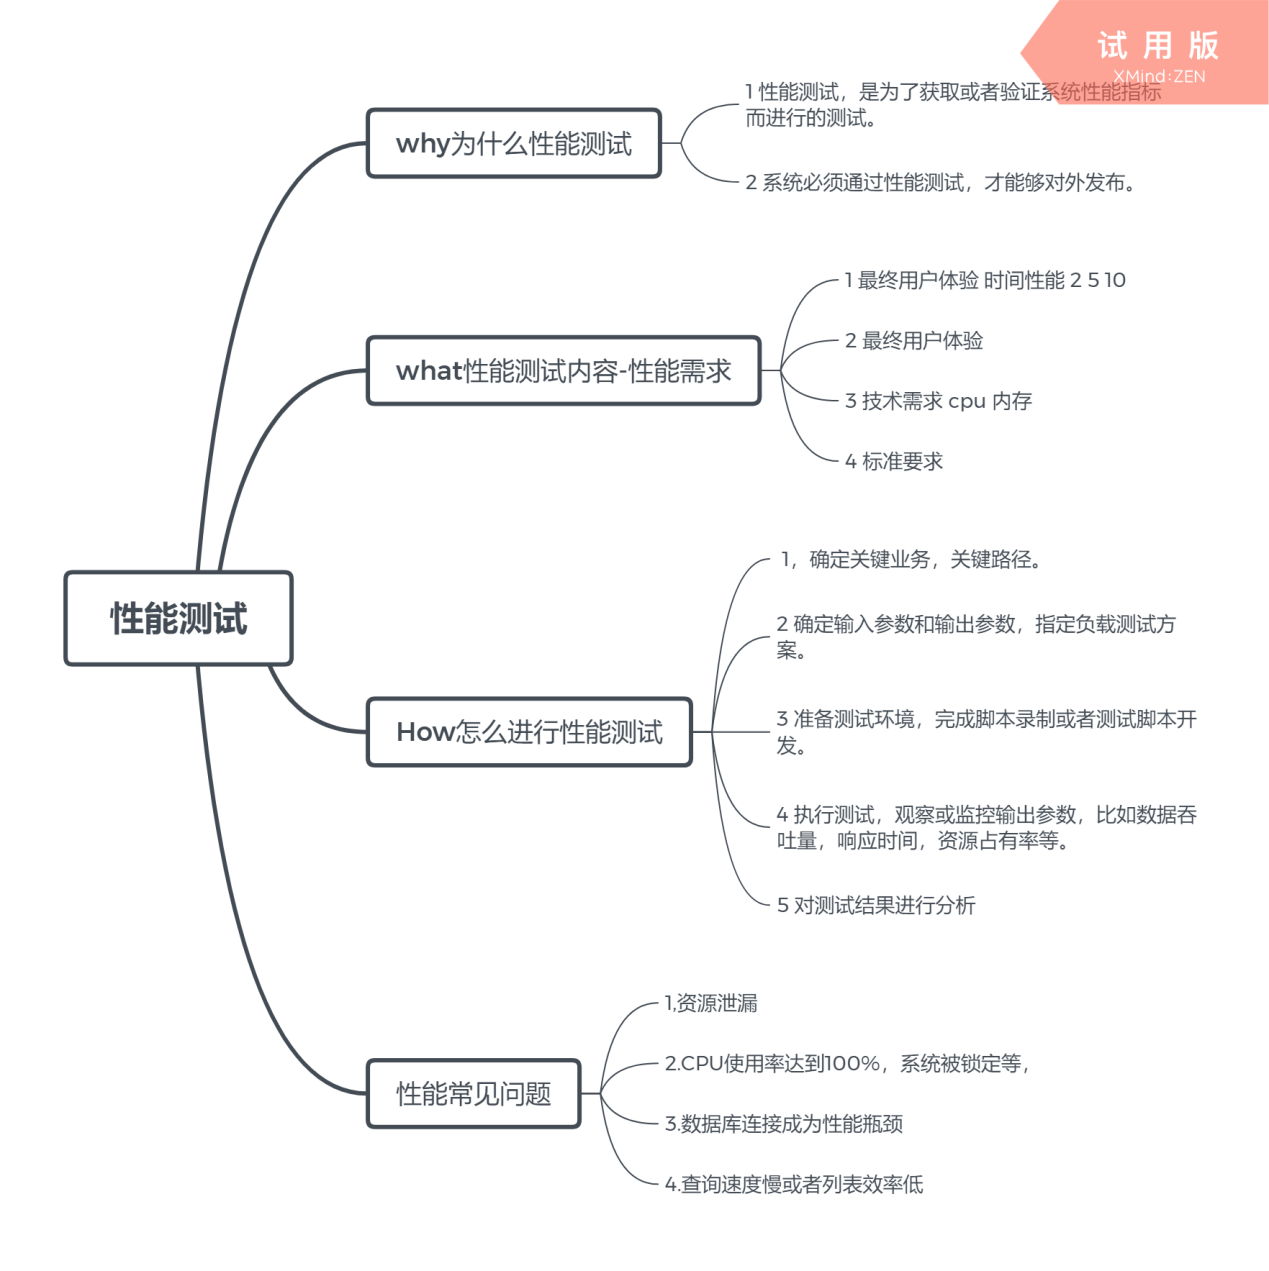 试用版
XMind:ZEN
1 性能测试，是为了获取或者验证系统性能指标
而进行的测试。
why为什么性能测试
2 系统必须通过性能测试，才能够对外发布。
1 最终用户体验 时间性能 2 5 10
2 最终用户体验
what性能测试内容-性能需求
3 技术需求 cpu 内存
4 标准要求
性能测试
1，确定关键业务，关键路径。
2 确定输入参数和输出参数，指定负载测试方
案。
How怎么进行性能测试
3 准备测试环境，完成脚本录制或者测试脚本开
发。
4 执行测试，观察或监控输出参数，比如数据吞
吐量，响应时间，资源占有率等。
5 对测试结果进行分析
性能常见问题
1,资源泄漏
2.CPU使用率达到100%，系统被锁定等，
3.数据库连接成为性能瓶颈
4.查询速度慢或者列表效率低